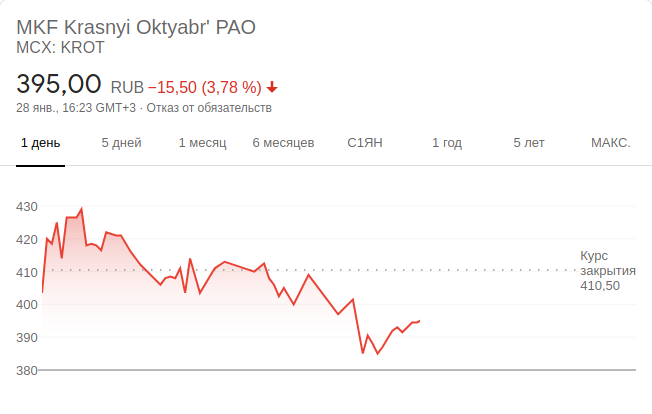 MKF Krasnyi Oktyabr' PAO
MCX: KROT
395,00 RUB −15,50 (3,78 %)
28 янв., 16:23 GMT+3 · Отказ от обязательств
1 день 5 дней 1 месяц 6 месяцев С1ЯН 1 год 5 лет МАКС.
430
420
410
400
390
380
Курс
закрытия
410,50